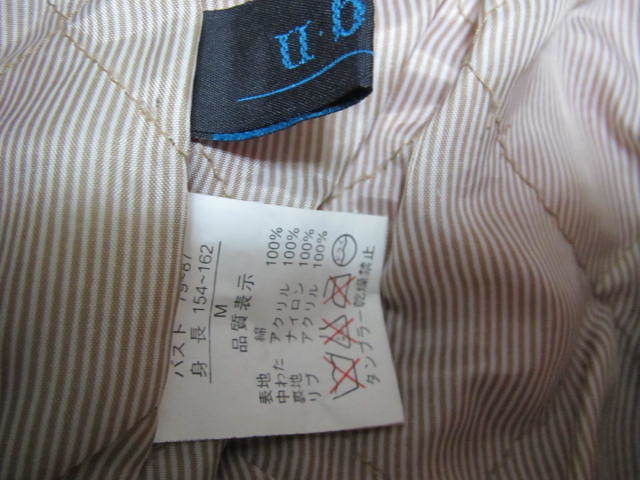 バスト 79~87
身 長 154~162
M
品質表示
表地 綿 100%
中わた アクリル 100%
裏地 ナイロン 100%
リブ アクリル 100%
タンブラー乾燥禁止